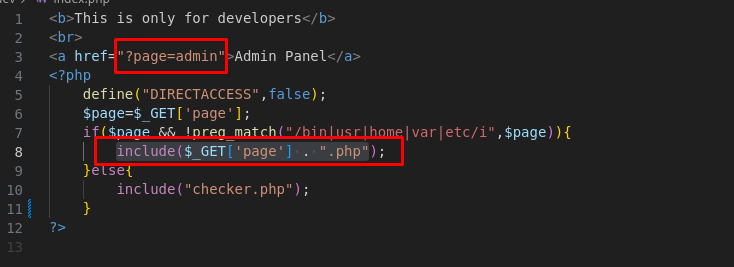 index.php
1 <b>This is only for developers</b>
2 <br>
3 <a href="?page=admin">Admin Panel</a>
4 <?php
5 define("DIRECTACCESS",false);
6 $page=$_GET['page'];
7 if($page && !preg_match("/bin|usr|home|var|etc/i",$page)){
8 include($_GET['page'] . ".php");
9 }else{
10 include("checker.php");
11 }
12 ?>
13